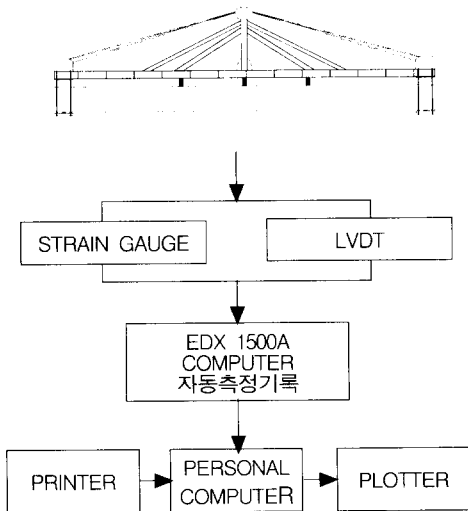 STRAIN GAUGE
LVDT
EDX 1500A
COMPUTER
자동측정기록
PRINTER
PERSONAL
COMPUTER
PLOTTER